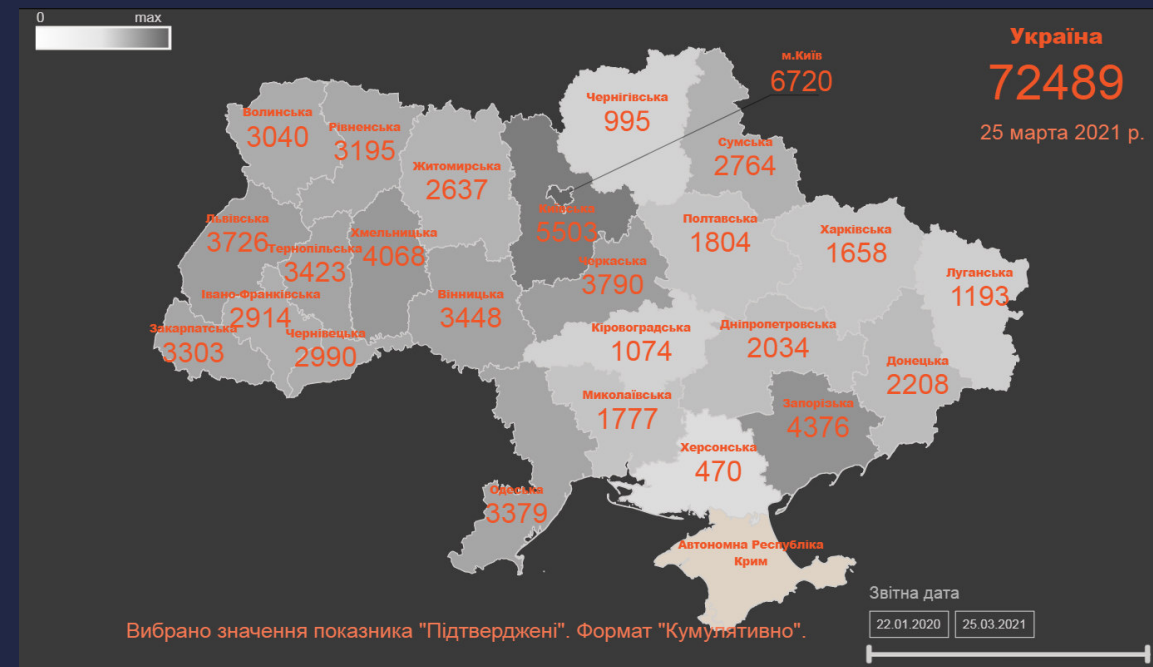 0 max
Україна
72489
25 марта 2021 р.
м.Київ
6720
Чернігівська
995
Волинська
3040
Рівненська
3195
Житомирська
2637
Сумська
2764
Київська
5503
Львівська
3726
Тернопільська
3423
Хмельницька
4068
Полтавська
1804
Харківська
1658
Черкаська
3790
Луганська
1193
Івано-Франківська
2914
Вінницька
3448
Закарпатська
3303
Чернівецька
2990
Кіровоградська
1074
Дніпропетровська
2034
Донецька
2208
Миколаївська
1777
Запорізька
4376
Херсонська
470
Одеська
3379
Автономна Республіка
Крим
Звітна дата
22.01.2020 25.03.2021
Вибрано значення показника "Підтверджені". Формат "Кумулятивно".